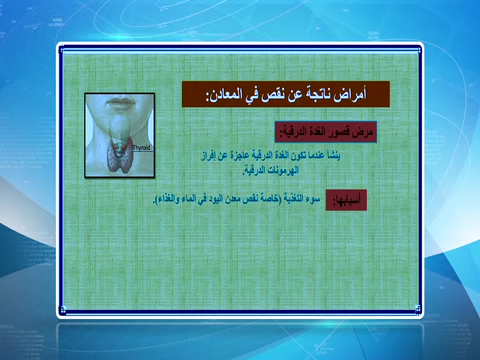 أمراض ناتجة عن نقص في المعادن:
مرض قصور الغدة الدرقية:
ينشأ عندما تكون الغدة الدرقية عاجزة عن إفراز
الهرمونات الدرقية.
أسبابها: سوء التغذية (خاصة نقص معدن اليود في الماء والغذاء).
Thyroid